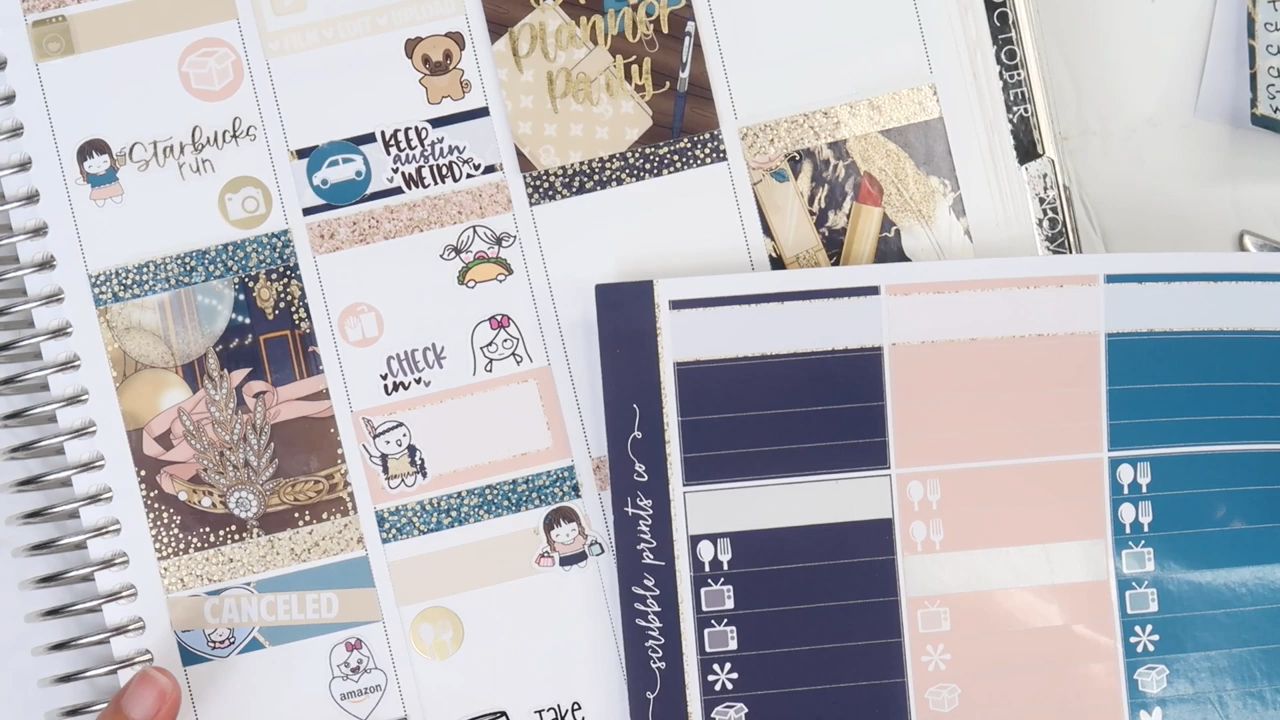 planner
party
OCTOBER
NOV
Starbucks
run
KEEP
austin
WEIRD
CHECK
in
CANCELED
amazon
Take
scribble prints co